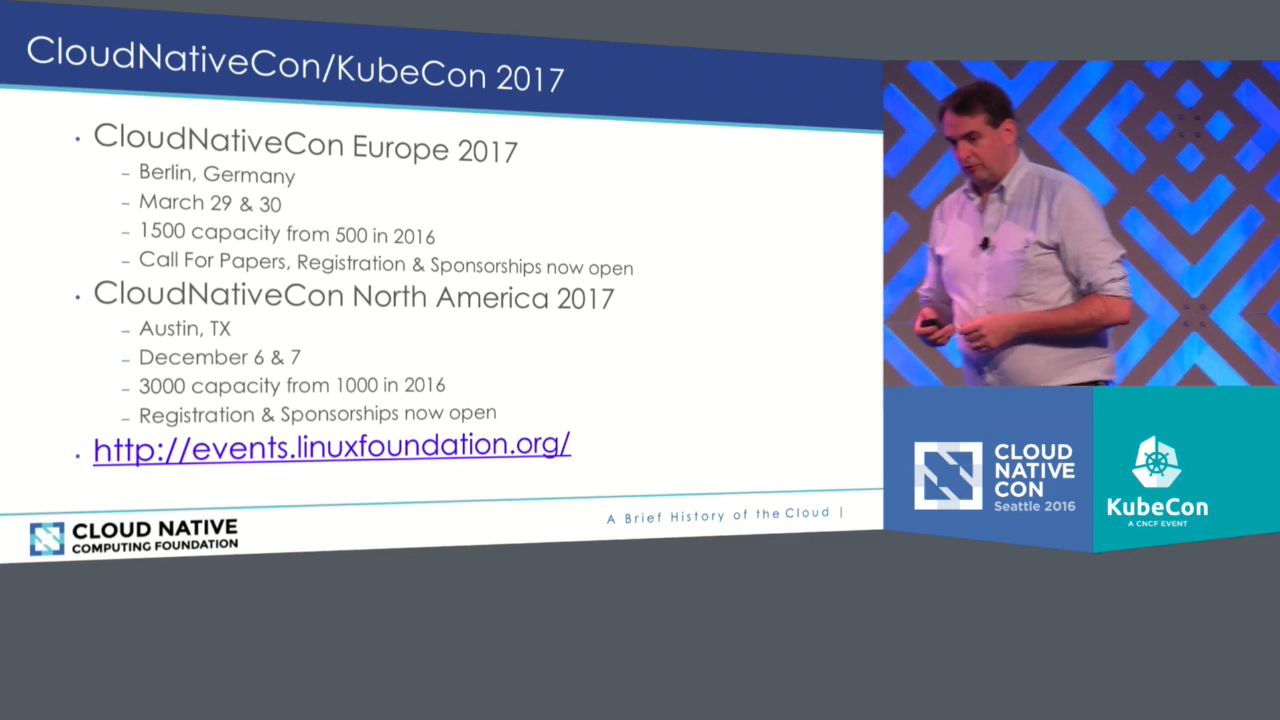 CloudNativeCon/KubeCon 2017
• CloudNativeCon Europe 2017
– Berlin, Germany
– March 29 & 30
– 1500 capacity from 500 in 2016
– Call For Papers, Registration & Sponsorships now open
• CloudNativeCon North America 2017
– Austin, TX
– December 6 & 7
– 3000 capacity from 1000 in 2016
– Registration & Sponsorships now open
• http://events.linuxfoundation.org/
CLOUD NATIVE
COMPUTING FOUNDATION
A Brief History of the Cloud |
CLOUD
NATIVE
CON
Seattle 2016
KubeCon
A CNCF EVENT